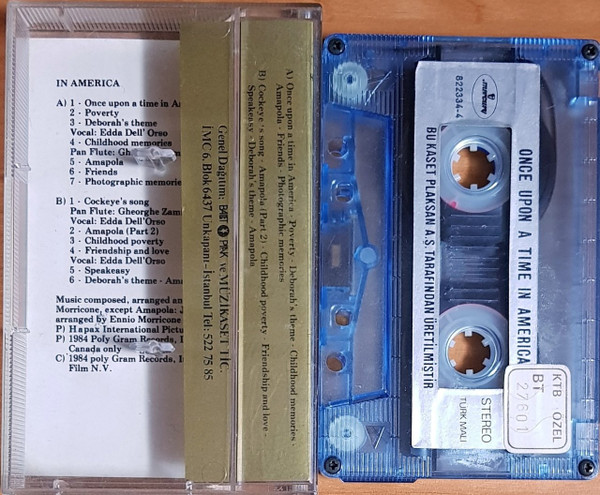 IN AMERICA
A) 1 - Once upon a time in A
2 - Poverty
3 - Deborah's theme
Vocal: Edda Dell'Orso
4 - Childhood memories
Pan Flute: Gheorghe
5 - Amapola
6 - Friends
7 - Photographic memorie
B) 1 - Cockeye's song
Pan Flute: Gheorghe Zam
Vocal: Edda Dell'Orso
2 - Amapola (Part 2)
3 - Childhood poverty
4 - Friendship and love
Vocal: Edda Dell'Orso
5 - Speakeasy
6 - Deborah's theme - Am
Music composed, arranged an
Morricone, except Amapola: J
arranged by Ennio Morricone
P) Hapax International Pictu
P) 1984 Poly Gram Records, I
Canada only
C) 1984 poly Gram Records, I
Film N.V.
Genel Dağıtım: ve MÜZİKASET TİC.
İMÇ 6. Blok 6437 Unkapanı-İstanbul Tel: 522 75 85
A) Once upon a time in America - Poverty - Deborah's theme - Childhood memories -
Amapola - Friends - Photographic memories
B) Cockeye's song - Amapola (Part 2) - Childhood poverty - Friendship and love -
Speakeasy - Deborah's theme - Amapola
mercury
822334-4
ONCE UPON A TIME IN AMERICA
BU KASET PLAKSAN A.Ş. TARAFINDAN ÜRETİLMİŞTİR
STEREO
TÜRK MALI
KTB ÖZEL
BT
27601